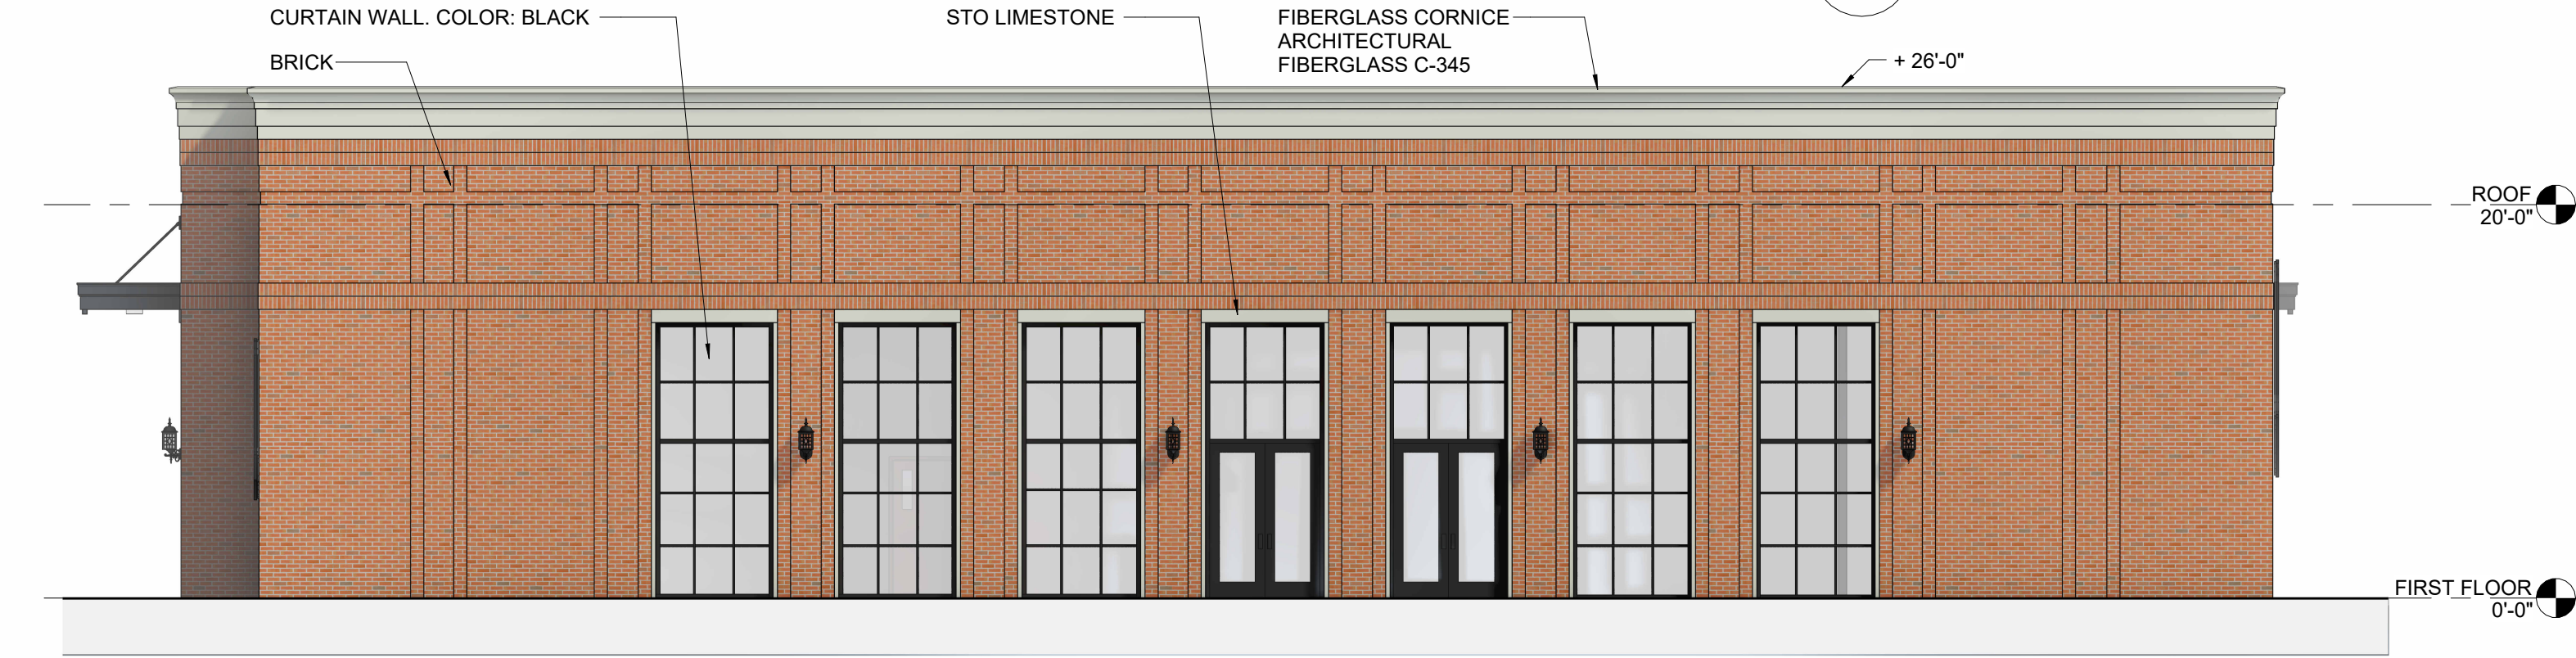 CURTAIN WALL. COLOR: BLACK
STO LIMESTONE
FIBERGLASS CORNICE
ARCHITECTURAL
FIBERGLASS C-345
BRICK
+ 26'-0"
ROOF
20'-0"
FIRST FLOOR
0'-0"